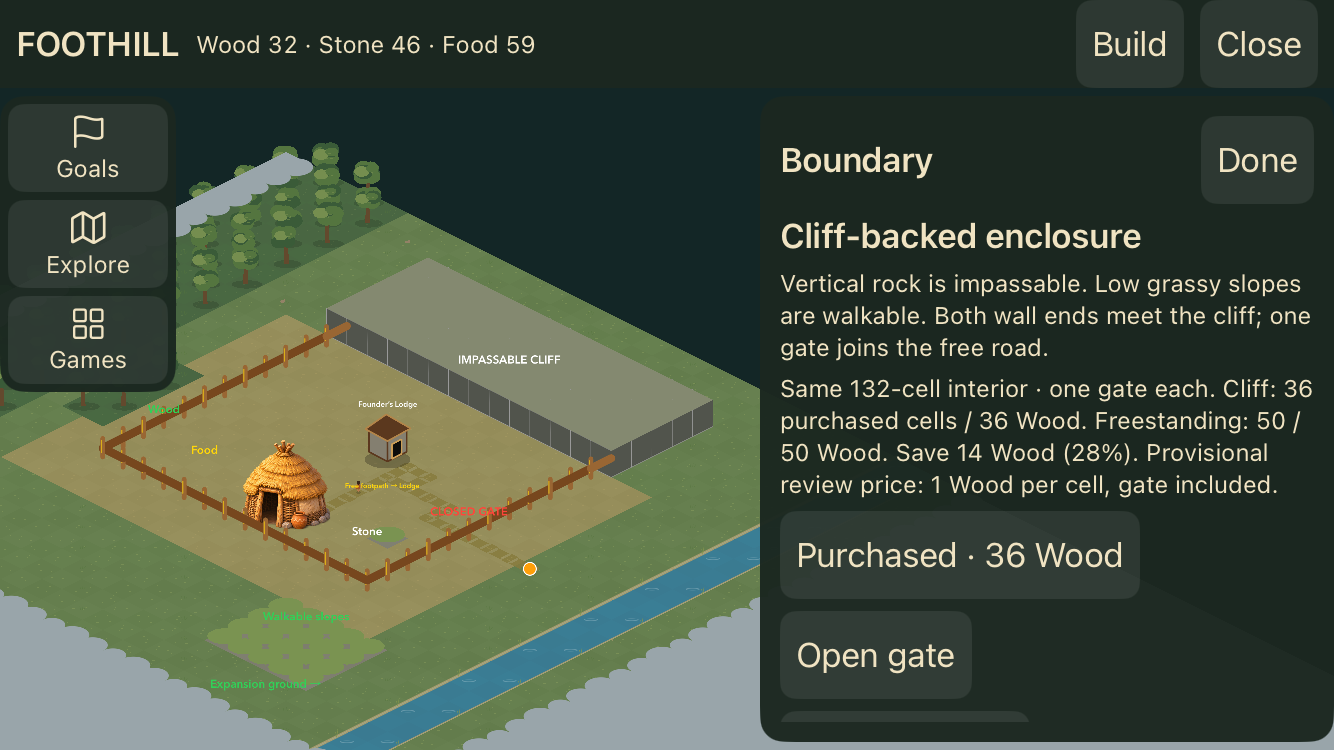 FOOTHILL Wood 32 · Stone 46 · Food 59
Build
Close
Goals
Explore
Games
IMPASSABLE CLIFF
Founder's Lodge
Wood
Food
Free footpath — Lodge
CLOSED GATE
Stone
Walkable slopes
Expansion ground
Boundary
Done
Cliff-backed enclosure
Vertical rock is impassable. Low grassy slopes
are walkable. Both wall ends meet the cliff; one
gate joins the free road.
Same 132-cell interior · one gate each. Cliff: 36
purchased cells / 36 Wood. Freestanding: 50 /
50 Wood. Save 14 Wood (28%). Provisional
review price: 1 Wood per cell, gate included.
Purchased · 36 Wood
Open gate